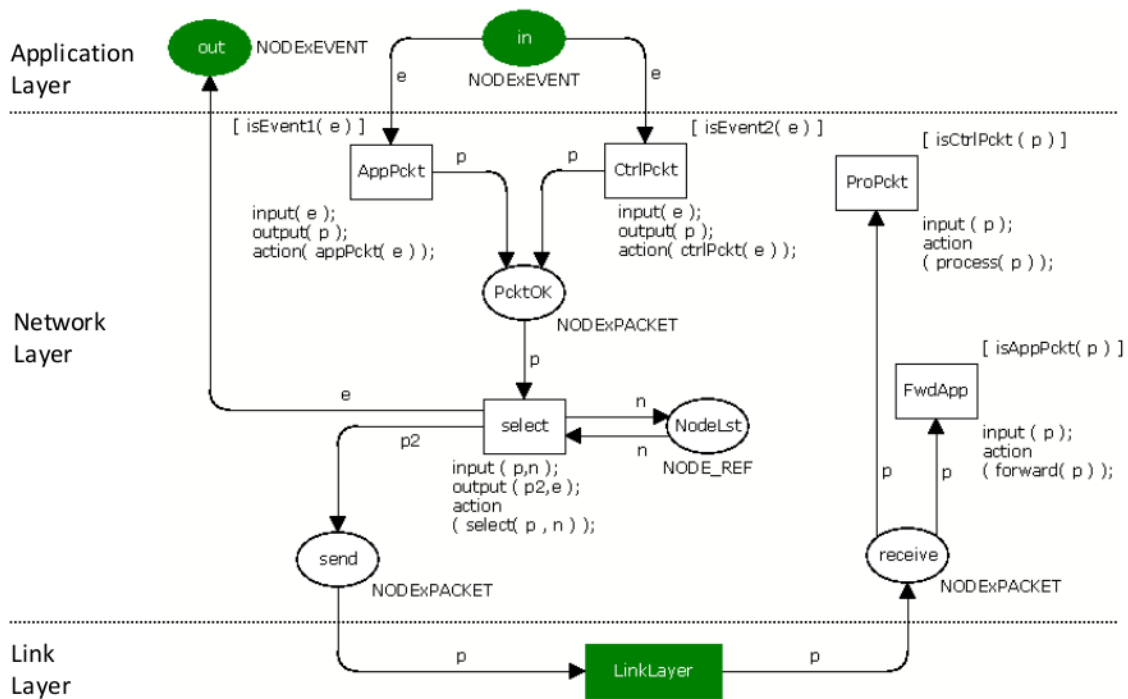 Application
Layer
out
NODExEVENT
in
NODExEVENT
e
e
[ isEvent1( e ) ]
[ isEvent2( e ) ]
[ isCtrlPckt ( p ) ]
AppPckt
p
p
CtrlPckt
ProPckt
input( e );
output( p );
action( appPckt( e ) );
input( e );
output( p );
action( ctrlPckt( e ) );
input ( p );
action
( process( p ) );
PcktOK
NODExPACKET
Network
Layer
p
[ isAppPckt( p ) ]
FwdApp
e
select
n
n
NodeLst
NODE_REF
p2
input ( p,n );
output ( p2,e );
action
( select( p , n ) );
input ( p );
action
( forward( p ) );
p
p
send
NODExPACKET
receive
NODExPACKET
Link
Layer
p
LinkLayer
p